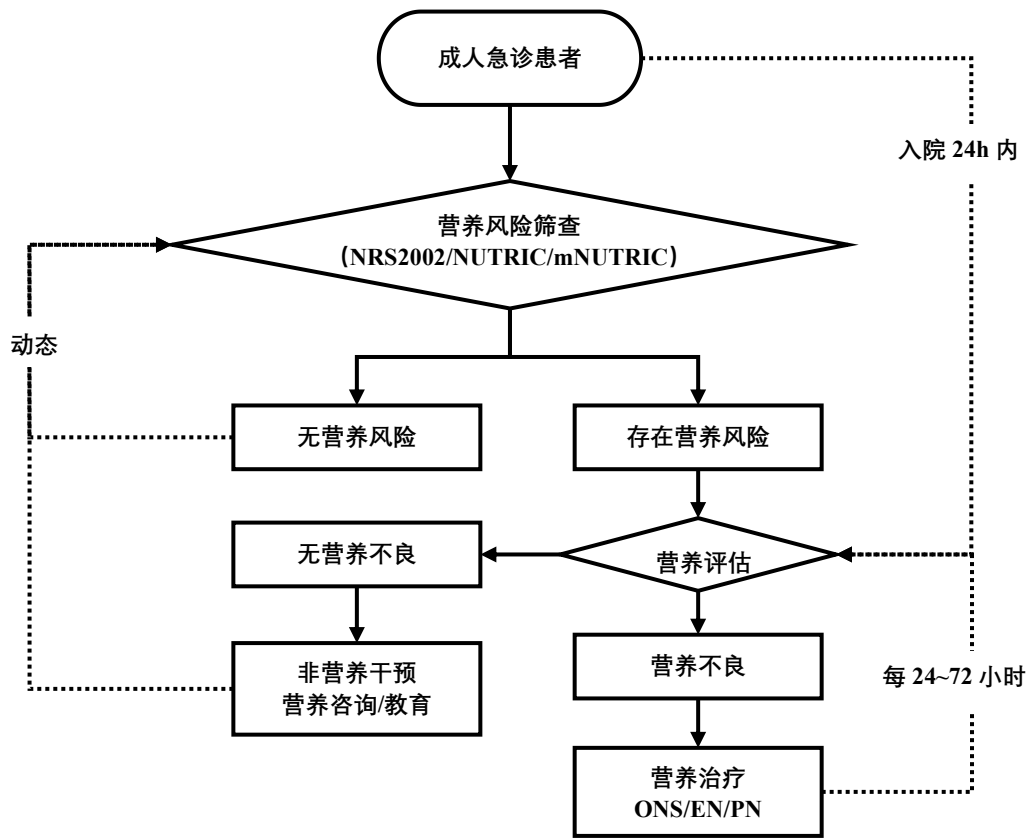 成人急诊患者
入院 24h 内
营养风险筛查
（NRS2002/NUTRIC/mNUTRIC）
动态
无营养风险
存在营养风险
无营养不良
营养评估
非营养干预
营养咨询/教育
营养不良
每 24~72 小时
营养治疗
ONS/EN/PN